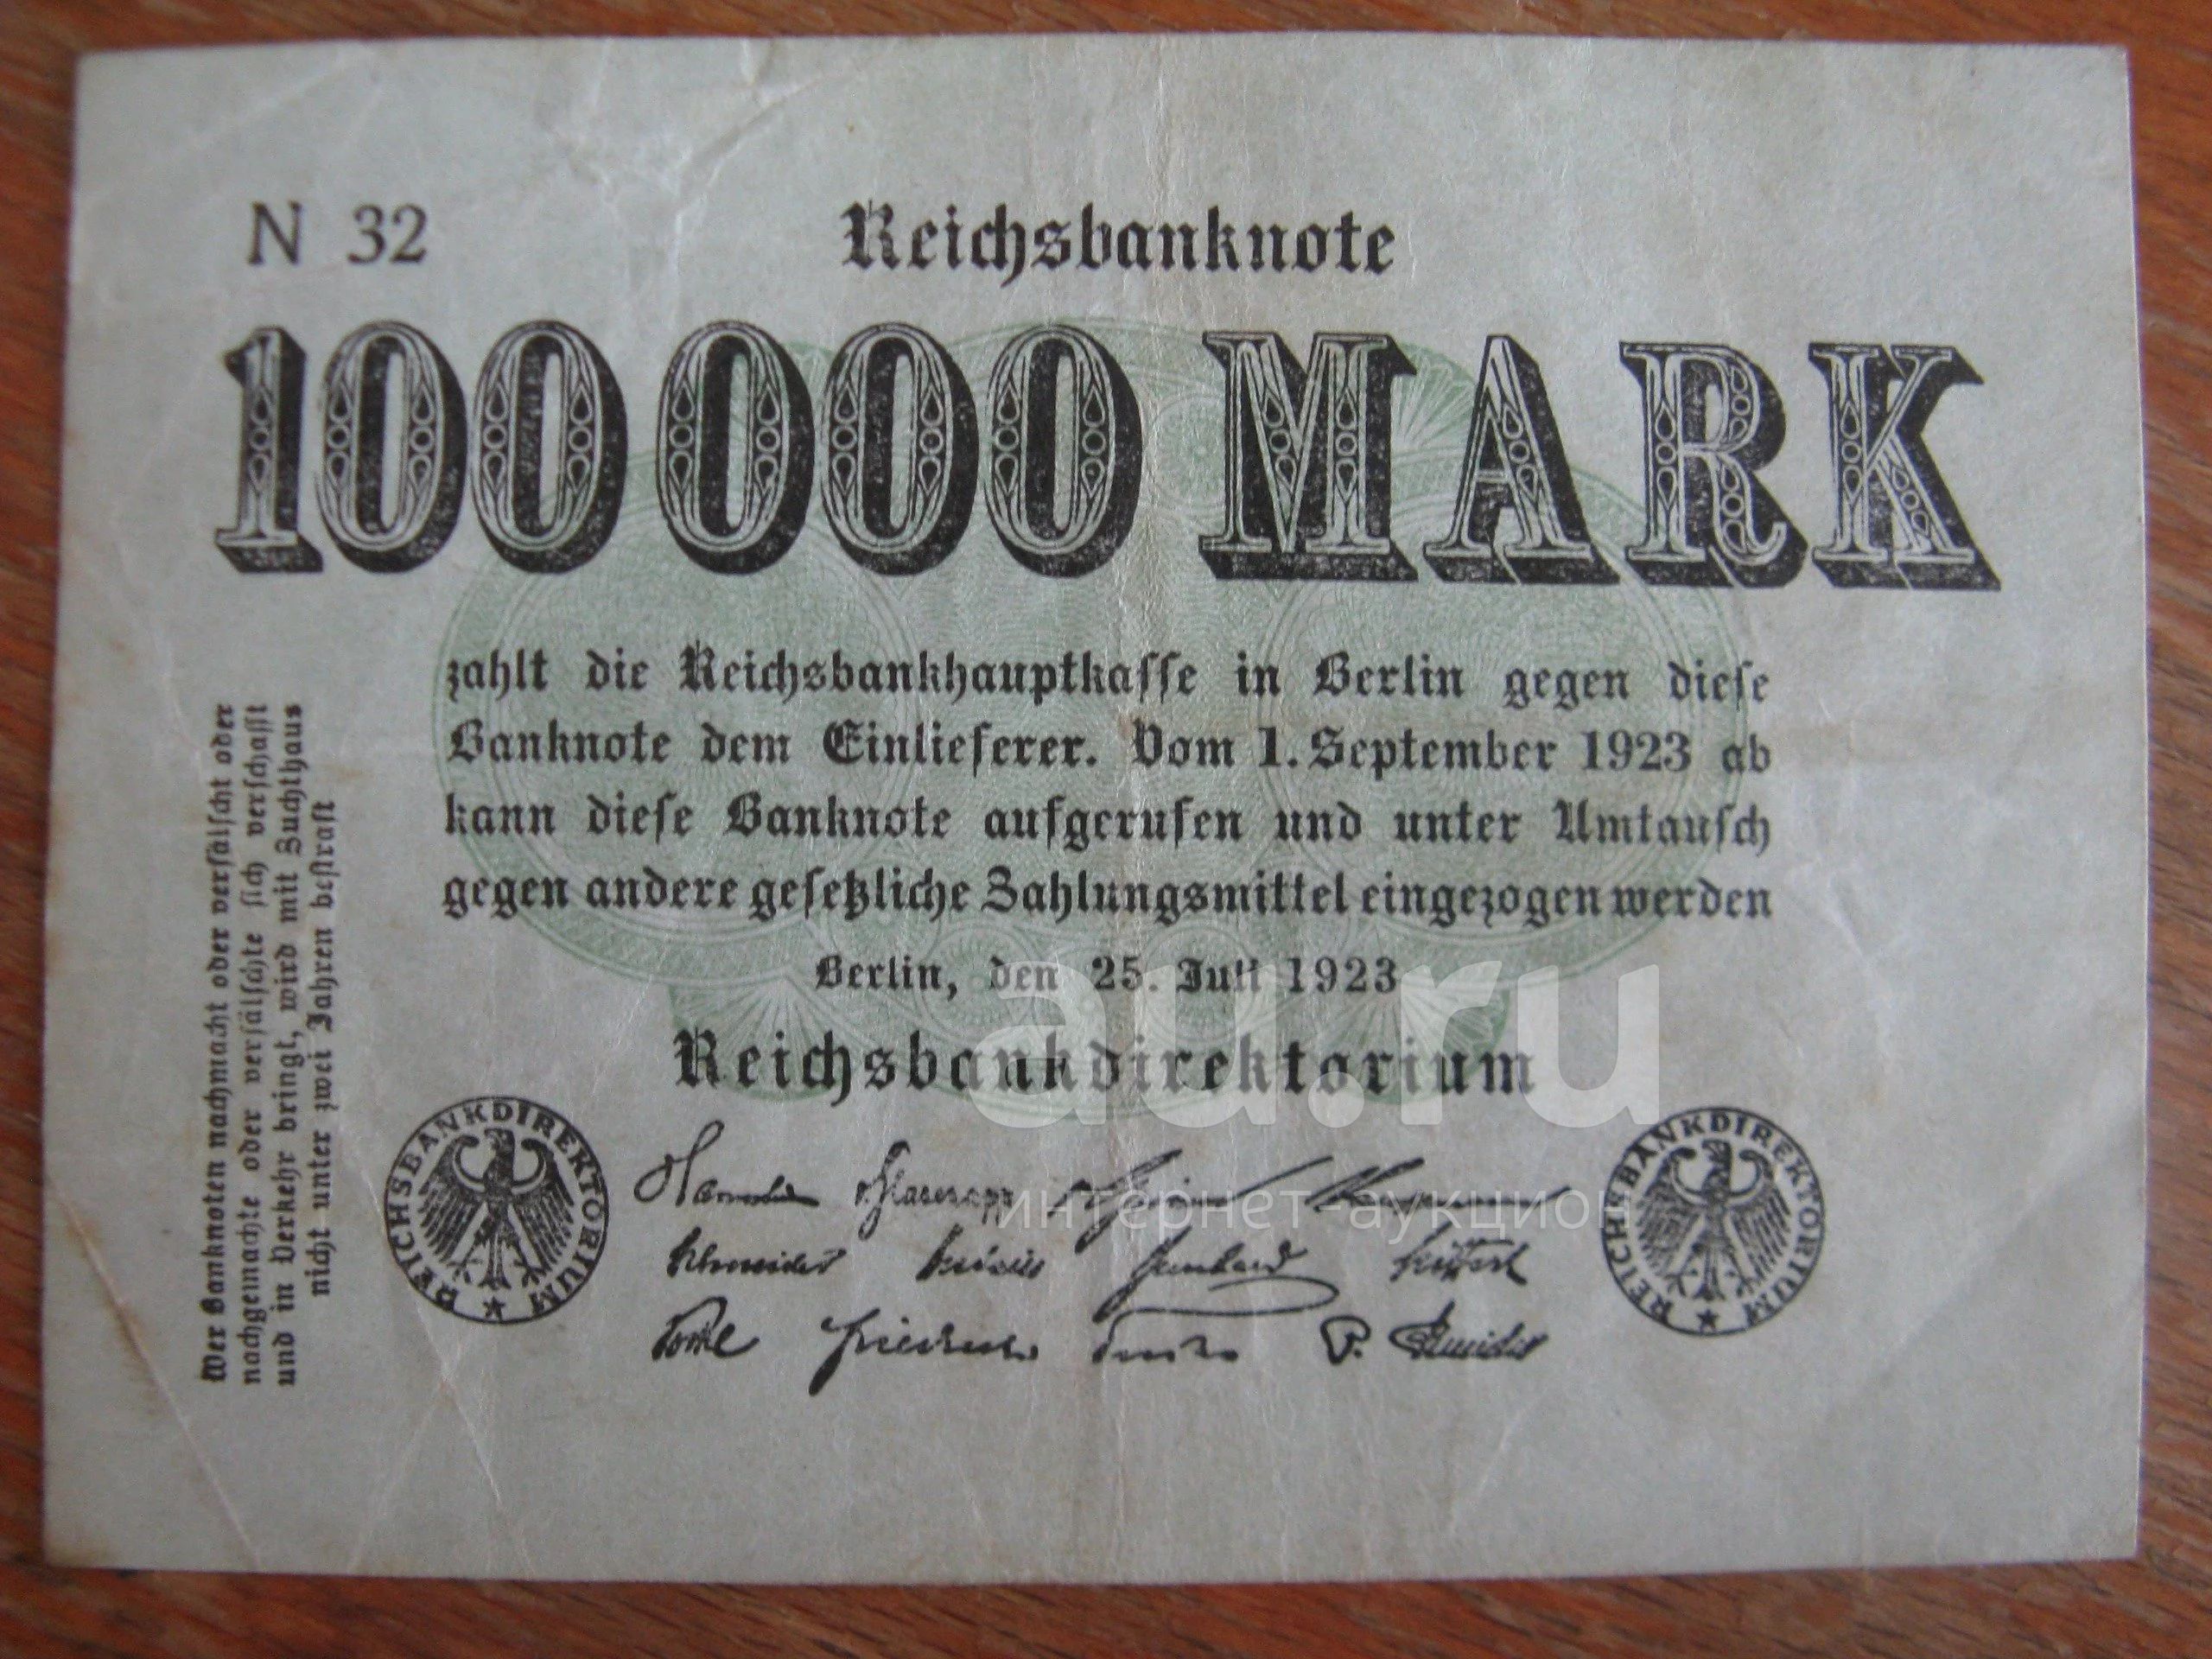 N 32
Reichsbanknote
100000 MARK
zahlt die Reichsbankhauptkasse in Berlin gegen diese
Banknote dem Einlieferer. Vom 1. September 1923 ab
kann diese Banknote aufgerufen und unter Umtausch
gegen andere gesetzliche Zahlungsmittel eingezogen werden
Berlin, den 25. Juli 1923
Reichsbankdirektorium
Wer Banknoten nachmacht oder verfälscht oder
nachgemachte oder verfälschte sich verschafft
und in Verkehr bringt, wird mit Zuchthaus
nicht unter zwei Jahren bestraft
REICHSBANKDIREKTORIUM
Schneider
P. Schneider
REICHSBANKDIREKTORIUM
au.ru
интернет-аукцион